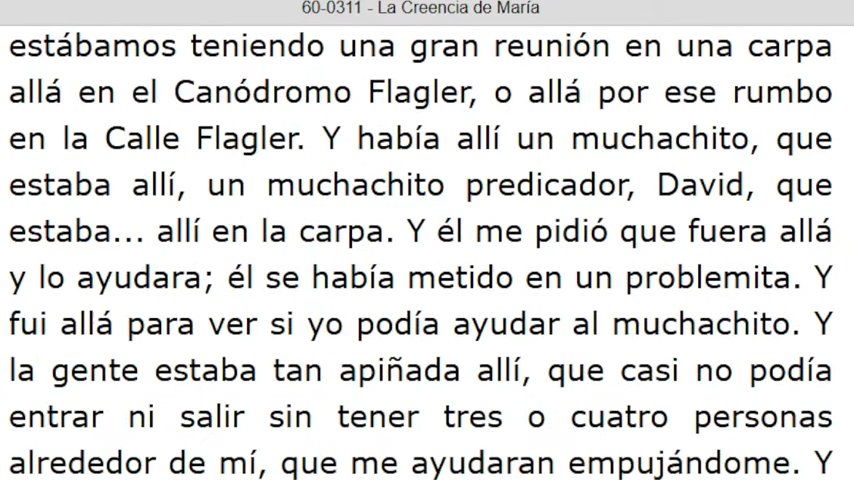 60-0311 - La Creencia de María
estábamos teniendo una gran reunión en una carpa
allá en el Canódromo Flagler, o allá por ese rumbo
en la Calle Flagler. Y había allí un muchachito, que
estaba allí, un muchachito predicador, David, que
estaba... allí en la carpa. Y él me pidió que fuera allá
y lo ayudara; él se había metido en un problemita. Y
fui allá para ver si yo podía ayudar al muchachito. Y
la gente estaba tan apiñada allí, que casi no podía
entrar ni salir sin tener tres o cuatro personas
alrededor de mí, que me ayudaran empujándome. Y